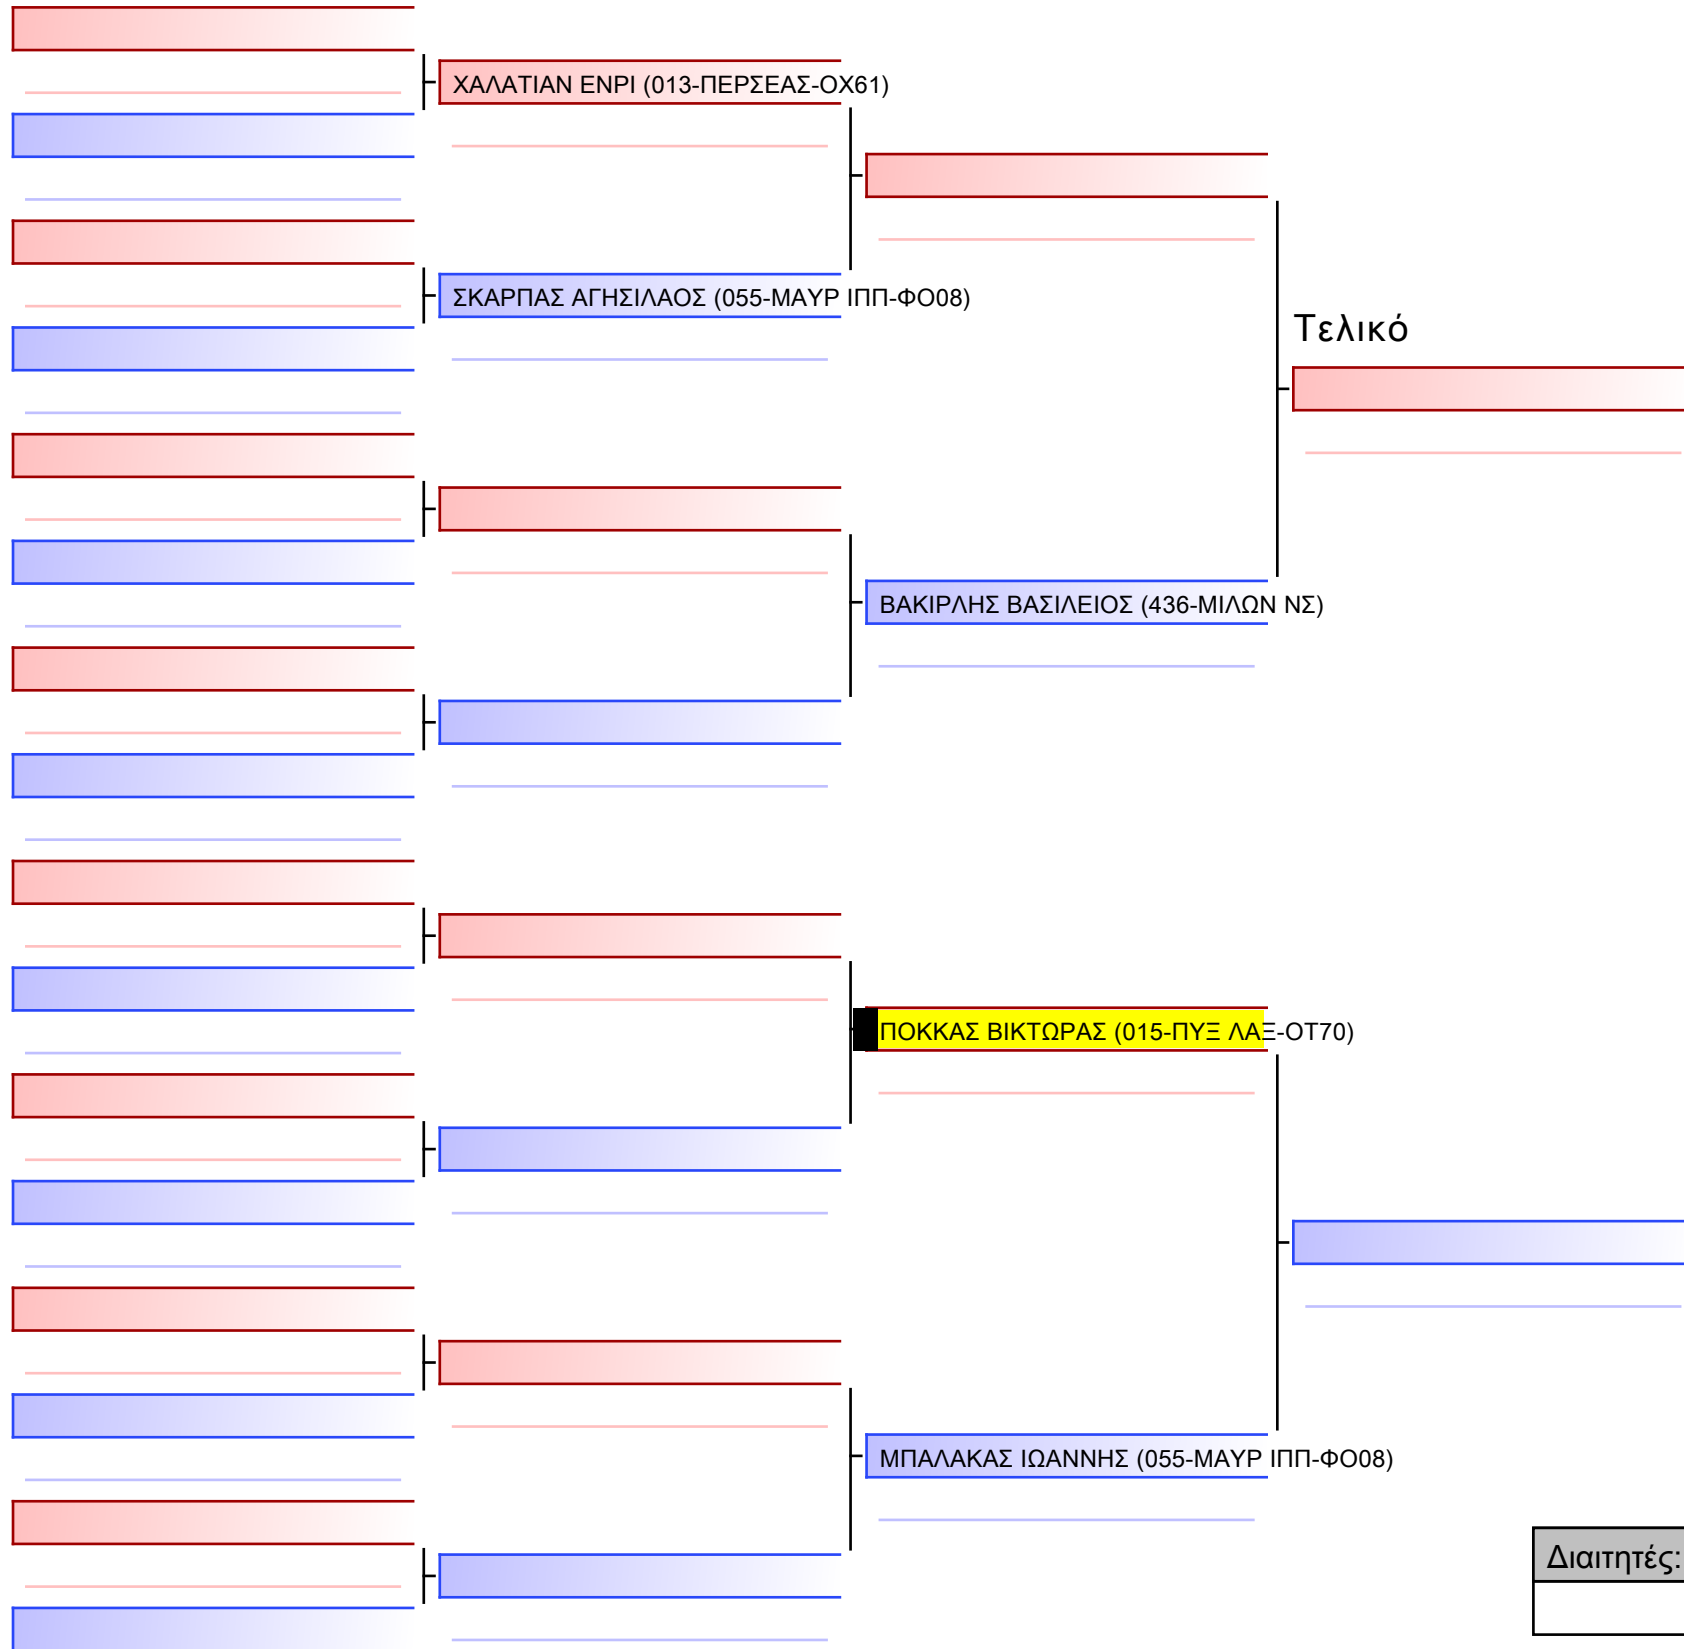 ΧΑΛΑΤΙΑΝ ΕΝΡΙ (013-ΠΕΡΣΕΑΣ-ΟΧ61)
ΣΚΑΡΠΑΣ ΑΓΗΣΙΛΑΟΣ (055-ΜΑΥΡ ΙΠΠ-ΦΟ08)
Τελικό
ΒΑΚΙΡΛΗΣ ΒΑΣΙΛΕΙΟΣ (436-ΜΙΛΩΝ ΝΣ)
ΠΟΚΚΑΣ ΒΙΚΤΩΡΑΣ (015-ΠΥΞ ΛΑΞ-ΟΤ70)
ΜΠΑΛΑΚΑΣ ΙΩΑΝΝΗΣ (055-ΜΑΥΡ ΙΠΠ-ΦΟ08)
Διαιτητές: